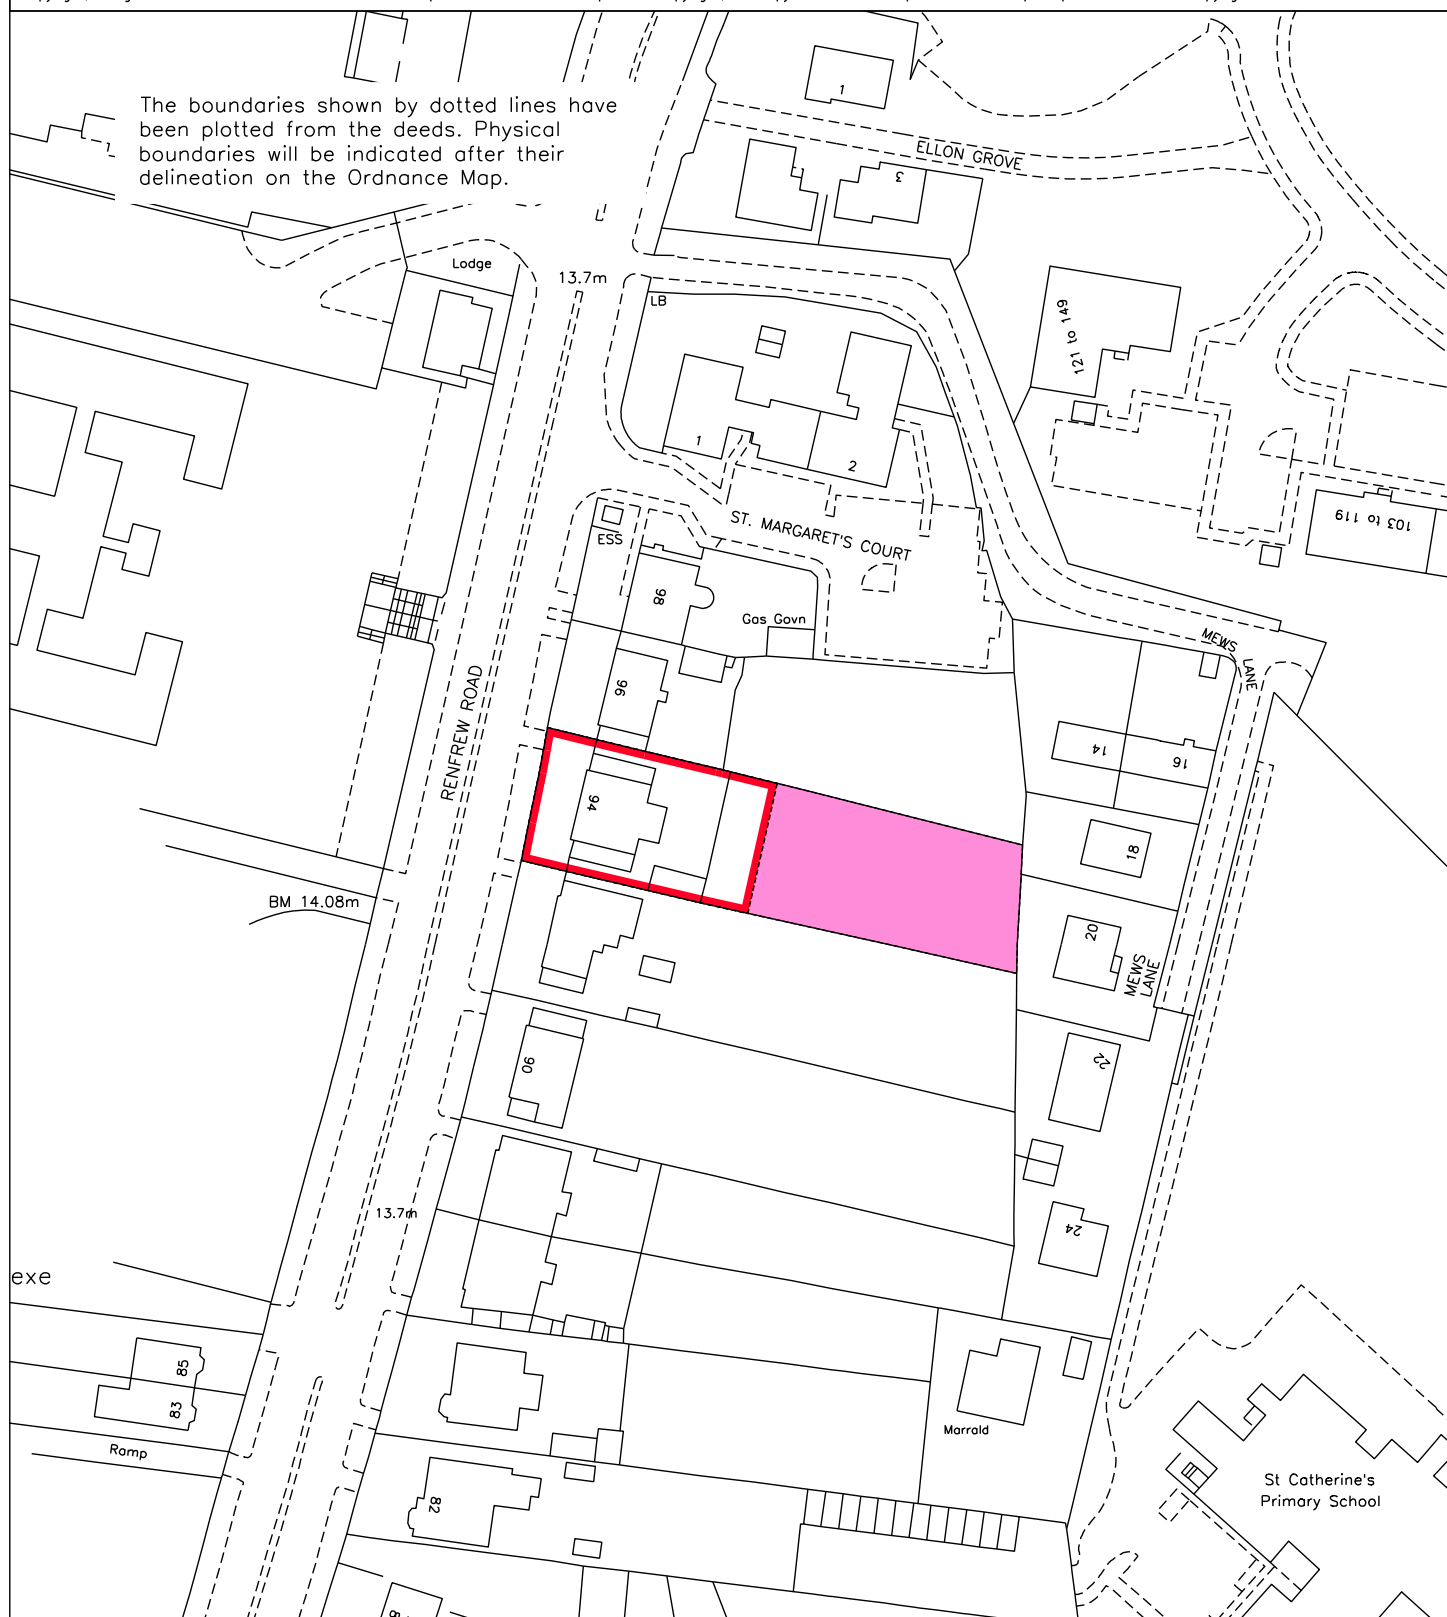 The boundaries shown by dotted lines have
been plotted from the deeds. Physical
boundaries will be indicated after their
delineation on the Ordnance Map.
1
ELLON GROVE
3
Lodge
13.7m
LB
121 to 149
1
2
103 to 119
ST. MARGARET'S COURT
ESS
98
Gas Govn
MEWS
LANE
96
RENFREW ROAD
14
16
94
18
BM 14.08m
20
MEWS
LANE
90
22
13.7m
24
exe
85
83
Ramp
Marrald
82
St Catherine's
Primary School